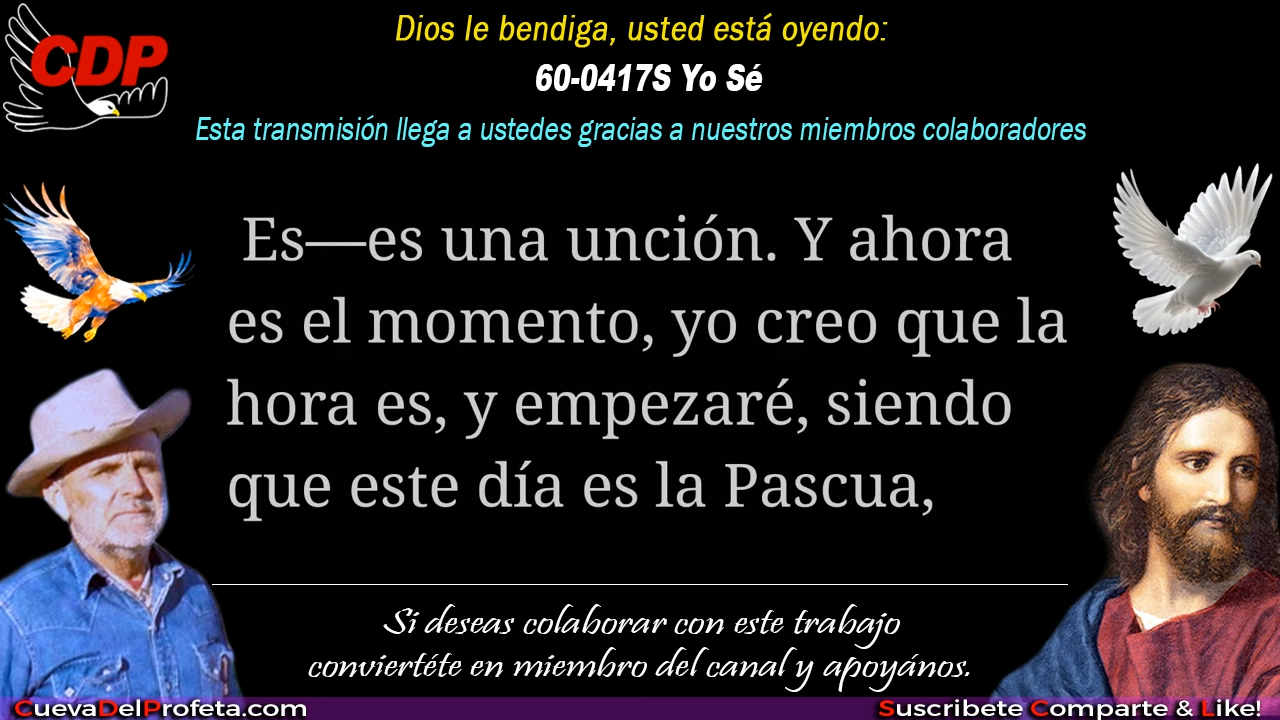 CDP
Dios le bendiga, usted está oyendo:
60-0417S Yo Sé
Esta transmisión llega a ustedes gracias a nuestros miembros colaboradores
Es—es una unción. Y ahora
es el momento, yo creo que la
hora es, y empezaré, siendo
que este día es la Pascua,
Si deseas colaborar con este trabajo
conviertéte en miembro del canal y apoyános.
CuevaDelProfeta.com
Suscribete Comparte & Like!